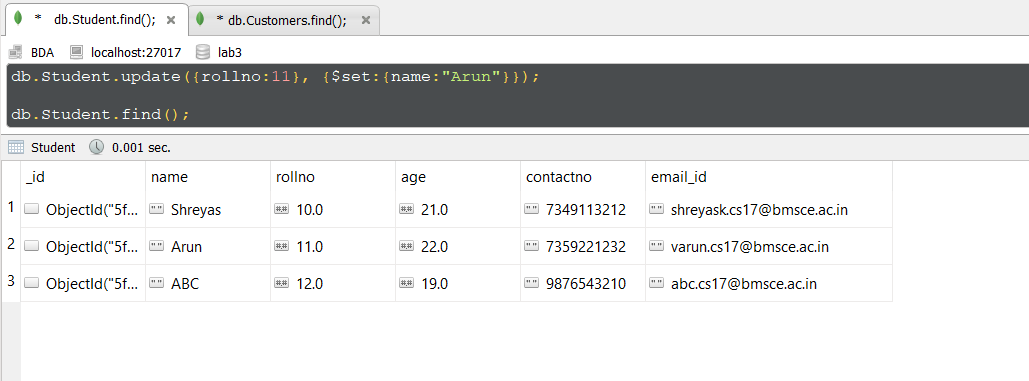 * db.Student.find(); × * db.Customers.find(); ×
BDA localhost:27017 lab3
db.Student.update({rollno:11}, {$set:{name:"Arun"}});
db.Student.find();
Student 0.001 sec.
_id name rollno age contactno email_id
1 ObjectId("5f... "" Shreyas ## 10.0 ## 21.0 "" 7349113212 "" shreyask.cs17@bmsce.ac.in
2 ObjectId("5f... "" Arun ## 11.0 ## 22.0 "" 7359221232 "" varun.cs17@bmsce.ac.in
3 ObjectId("5f... "" ABC ## 12.0 ## 19.0 "" 9876543210 "" abc.cs17@bmsce.ac.in